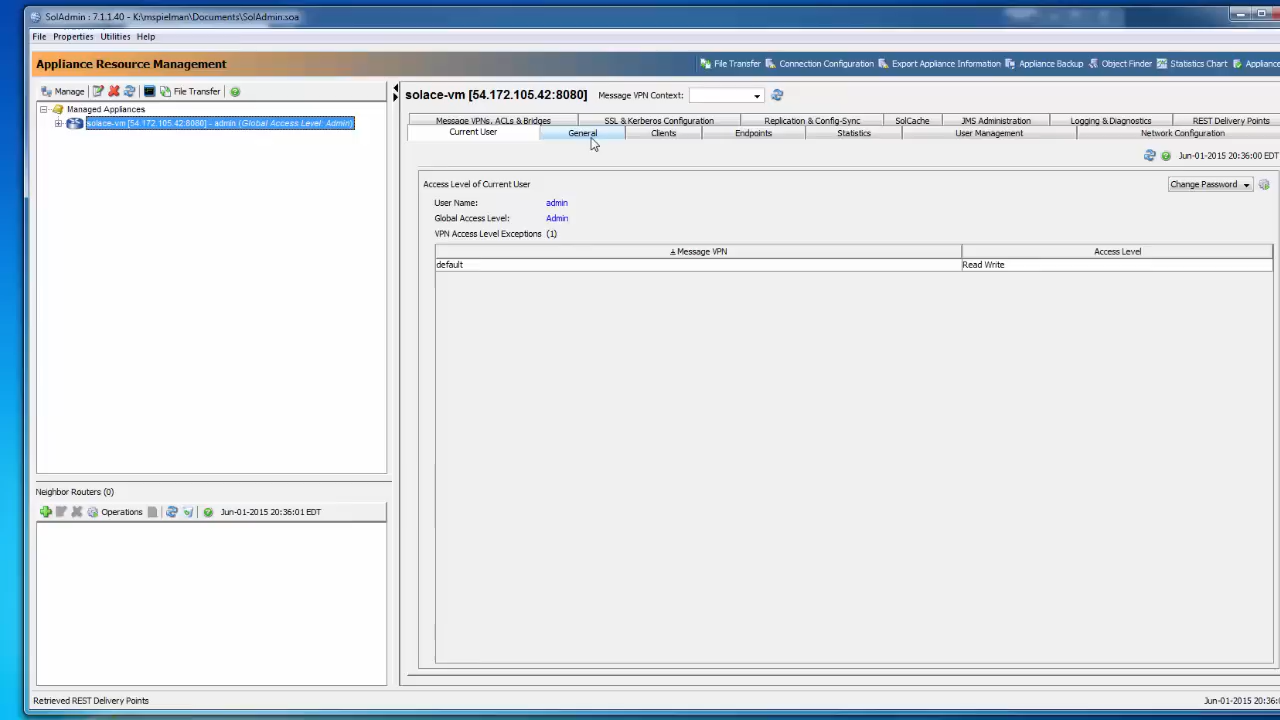 SolAdmin : 7.1.1.40 - K:\mspielman\Documents\SolAdmin.soa
File Properties Utilities Help
Appliance Resource Management
File Transfer Connection Configuration Export Appliance Information Appliance Backup Object Finder Statistics Chart Appliance
Manage File Transfer
Managed Appliances
solace-vm [54.172.105.42:8080] - admin (Global Access Level: Admin)
solace-vm [54.172.105.42:8080] Message VPN Context:
Message VPNs, ACLs & Bridges SSL & Kerberos Configuration Replication & Config-Sync SolCache JMS Administration Logging & Diagnostics REST Delivery Points
Current User General Clients Endpoints Statistics User Management Network Configuration
Jun-01-2015 20:36:00 EDT
Access Level of Current User Change Password
User Name: admin
Global Access Level: Admin
VPN Access Level Exceptions (1)
Message VPN Access Level
default Read Write
Neighbor Routers (0)
Operations Jun-01-2015 20:36:01 EDT
Retrieved REST Delivery Points Jun-01-2015 20:36: